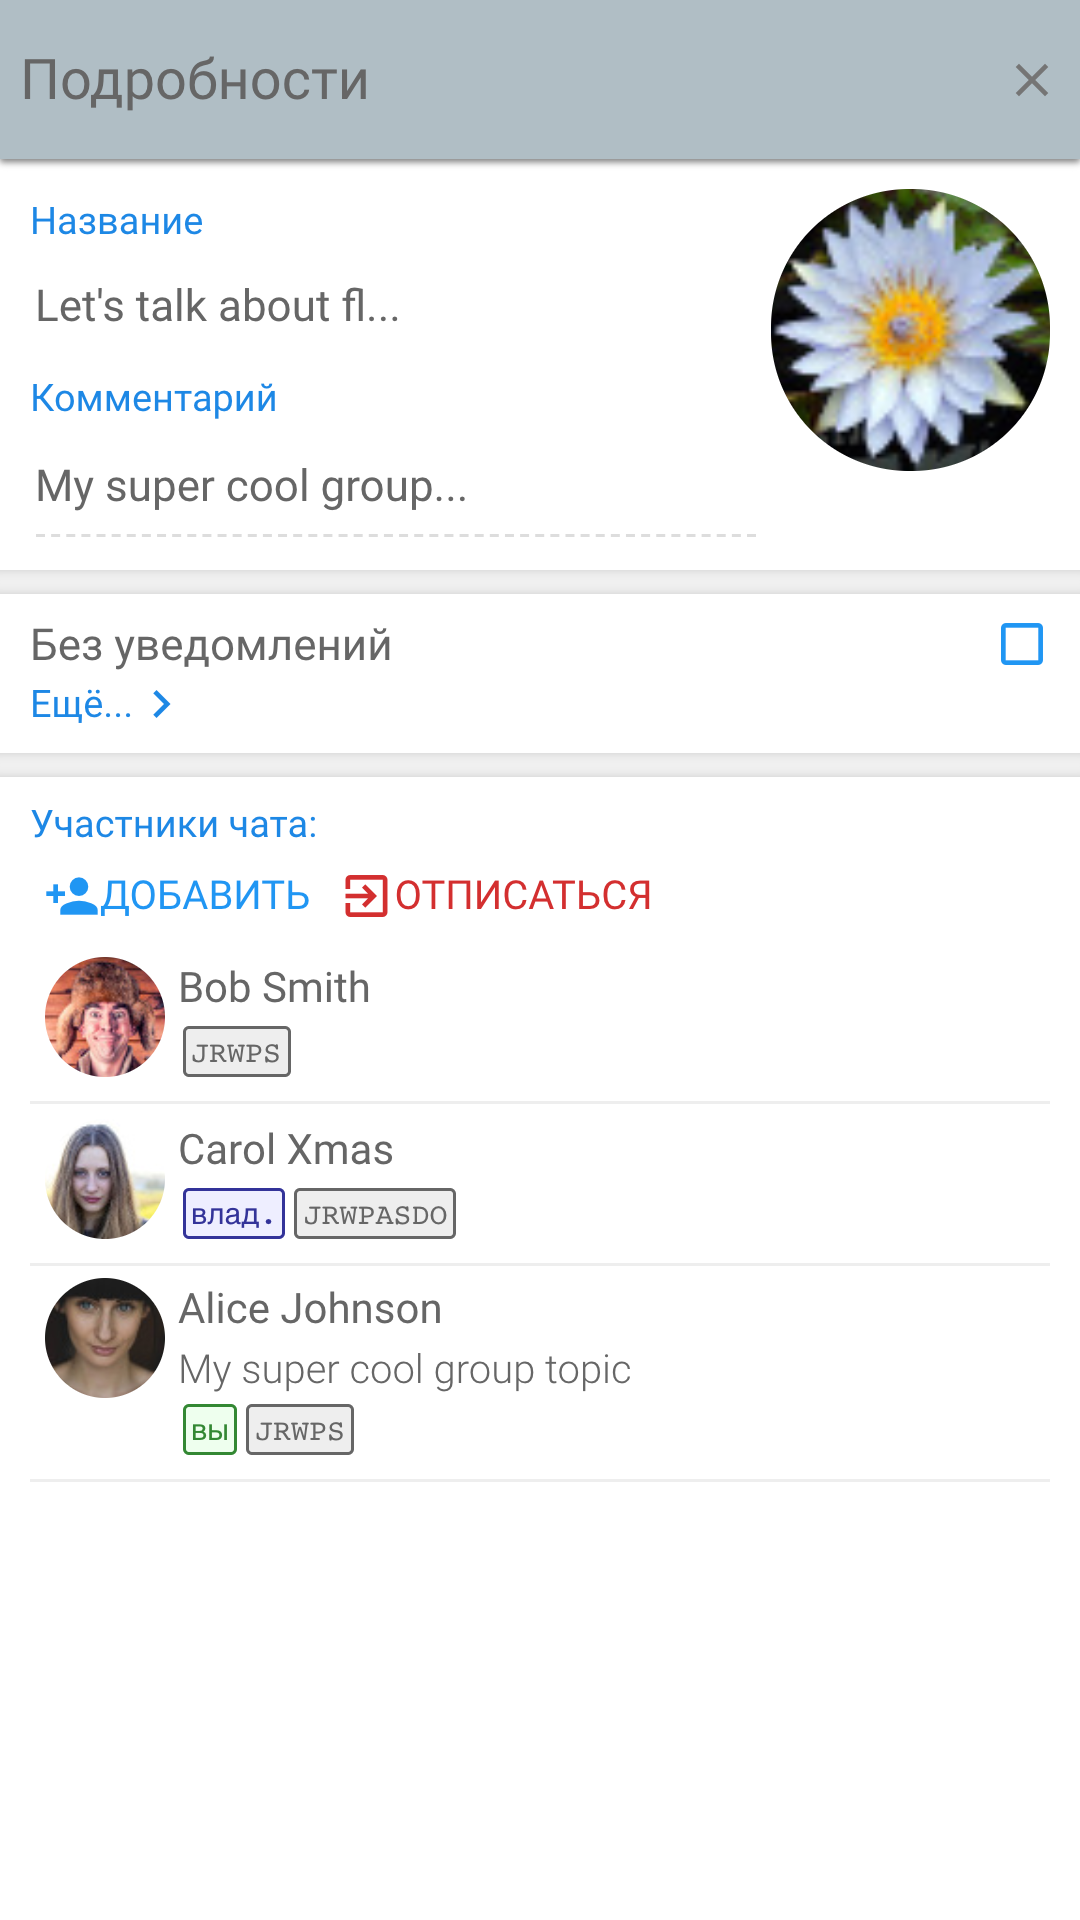 Подробности
Название
Let's talk about fl...
Комментарий
My super cool group...
Без уведомлений
Ещё...
Участники чата:
ДОБАВИТЬ ОТПИСАТЬСЯ
Bob Smith
JRWPS
Carol Xmas
влад. JRWPASDO
Alice Johnson
My super cool group topic
вы JRWPS